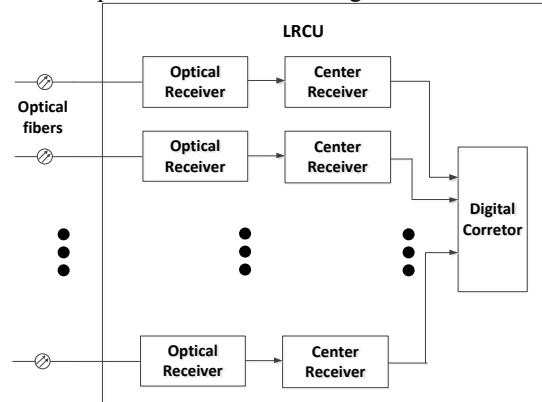 LRCU
Optical
Receiver
Center
Receiver
Optical
fibers
Optical
Receiver
Center
Receiver
Digital
Corretor
Optical
Receiver
Center
Receiver